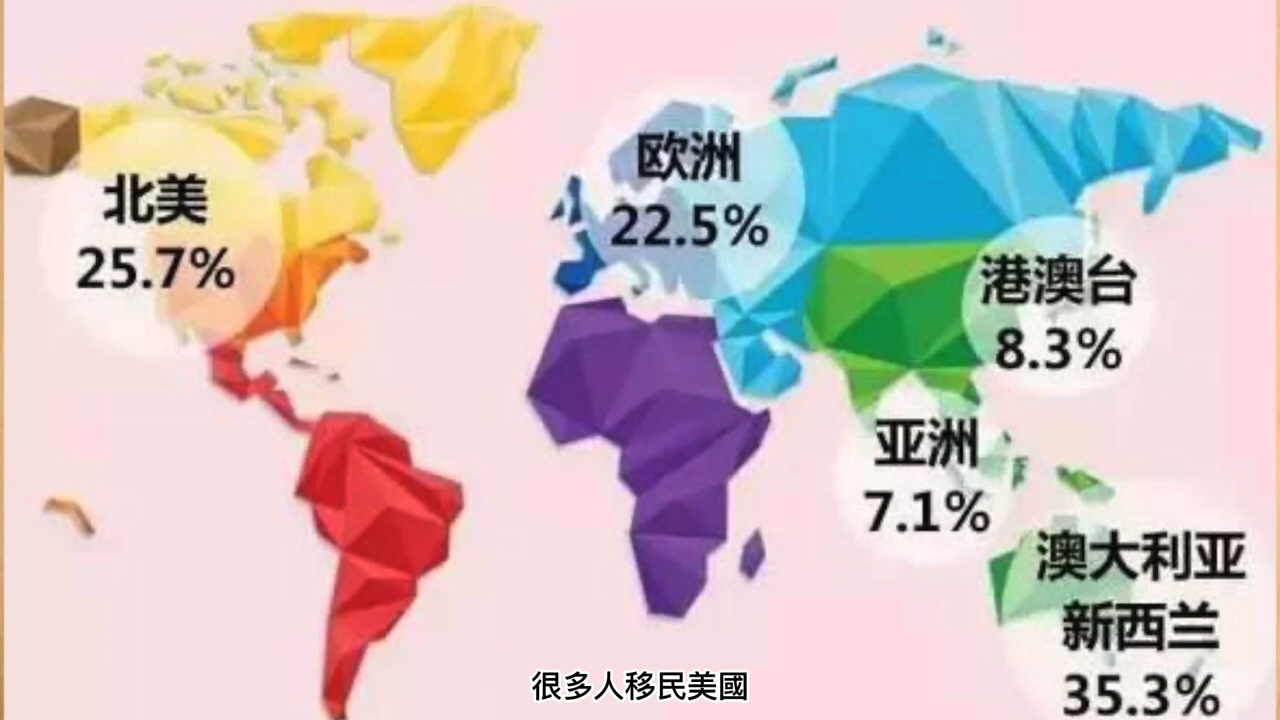 北美
25.7%
欧洲
22.5%
港澳台
8.3%
亚洲
7.1%
澳大利亚
新西兰
35.3%
很多人移民美國